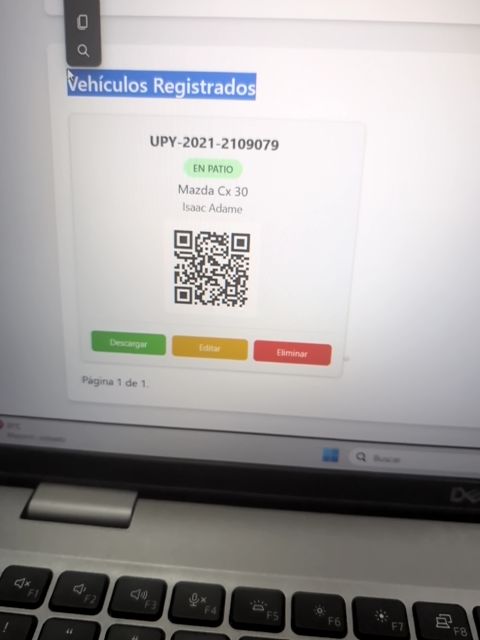 Vehículos Registrados
UPY-2021-2109079
EN PATIO
Mazda Cx 30
Isaac Adame
Descargar
Editar
Eliminar
Página 1 de 1.
Buscar
F1
F2
F3
F4
F5
F6
F7
F8
!